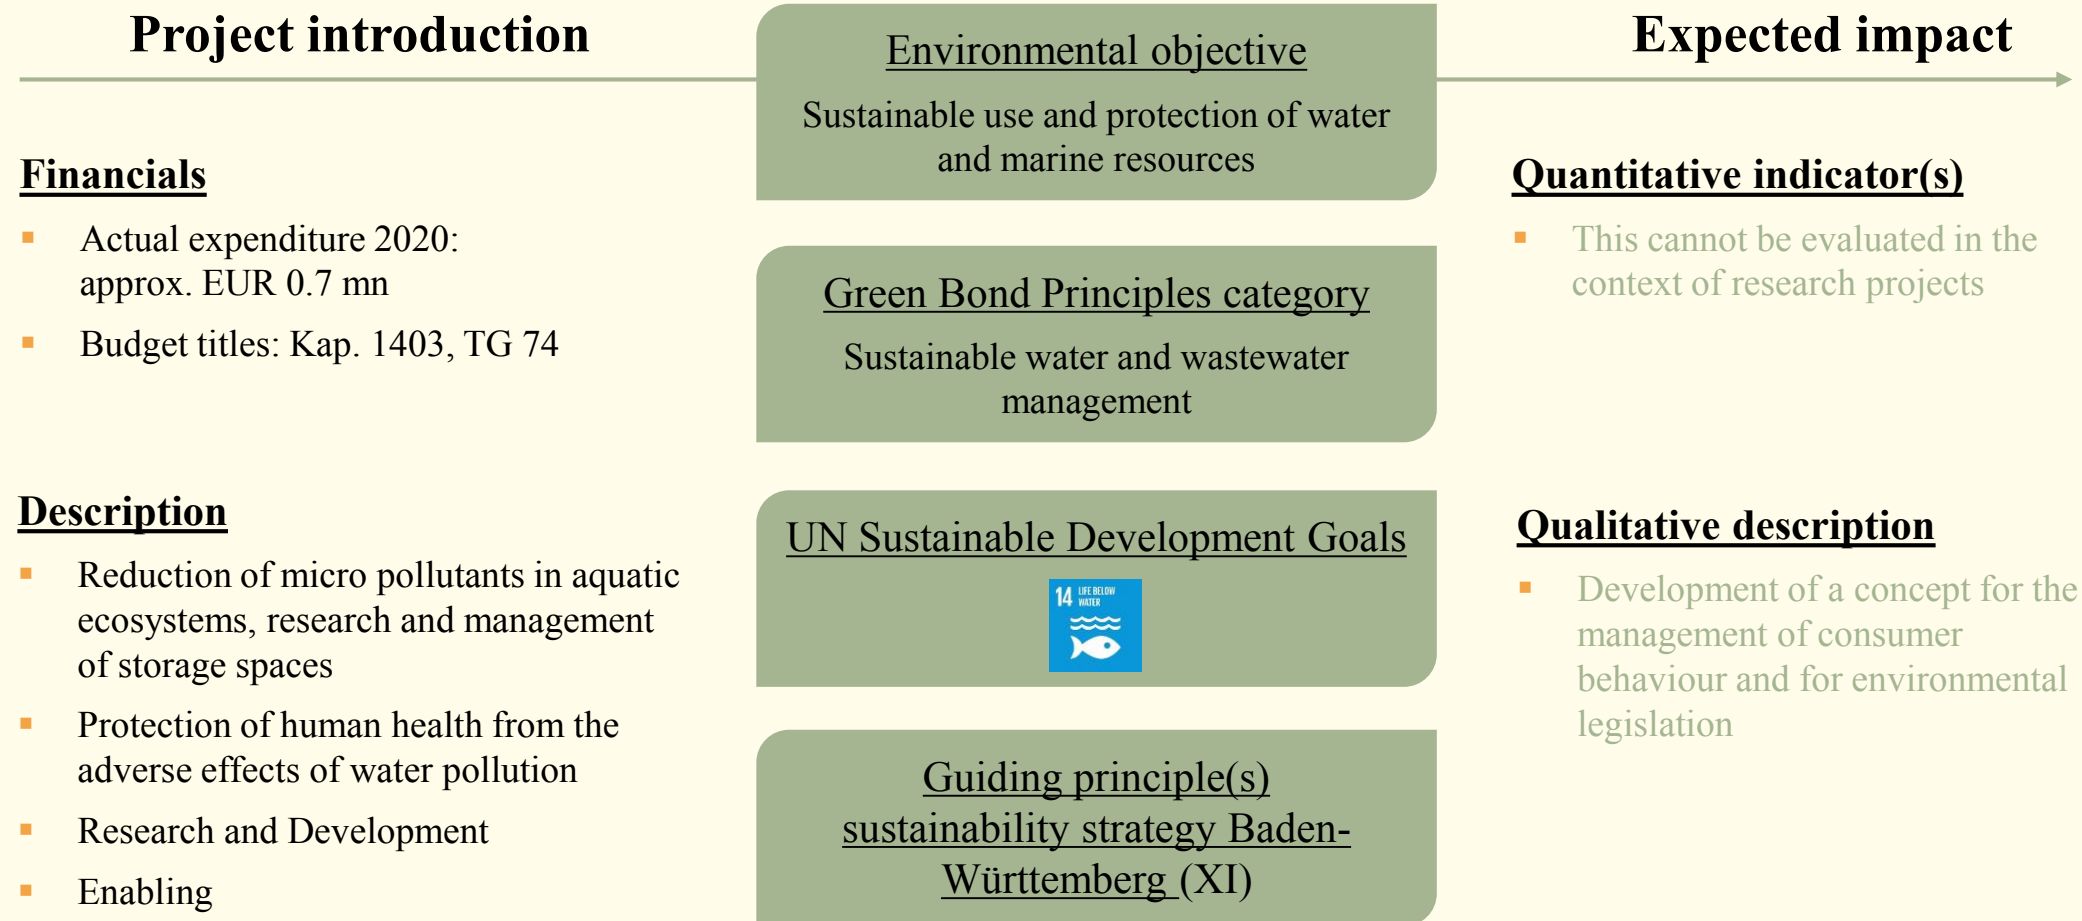 Project introduction
Financials
Actual expenditure 2020:
approx. EUR 0.7 mn
Budget titles: Kap. 1403, TG 74
Description
Reduction of micro pollutants in aquatic
ecosystems, research and management
of storage spaces
Protection of human health from the
adverse effects of water pollution
Research and Development
Enabling
Environmental objective
Sustainable use and protection of water
and marine resources
Green Bond Principles category
Sustainable water and wastewater
management
UN Sustainable Development Goals
14 LIFE BELOW
WATER
Guiding principle(s)
sustainability strategy Baden-
Württemberg (XI)
Expected impact
Quantitative indicator(s)
This cannot be evaluated in the
context of research projects
Qualitative description
Development of a concept for the
management of consumer
behaviour and for environmental
legislation